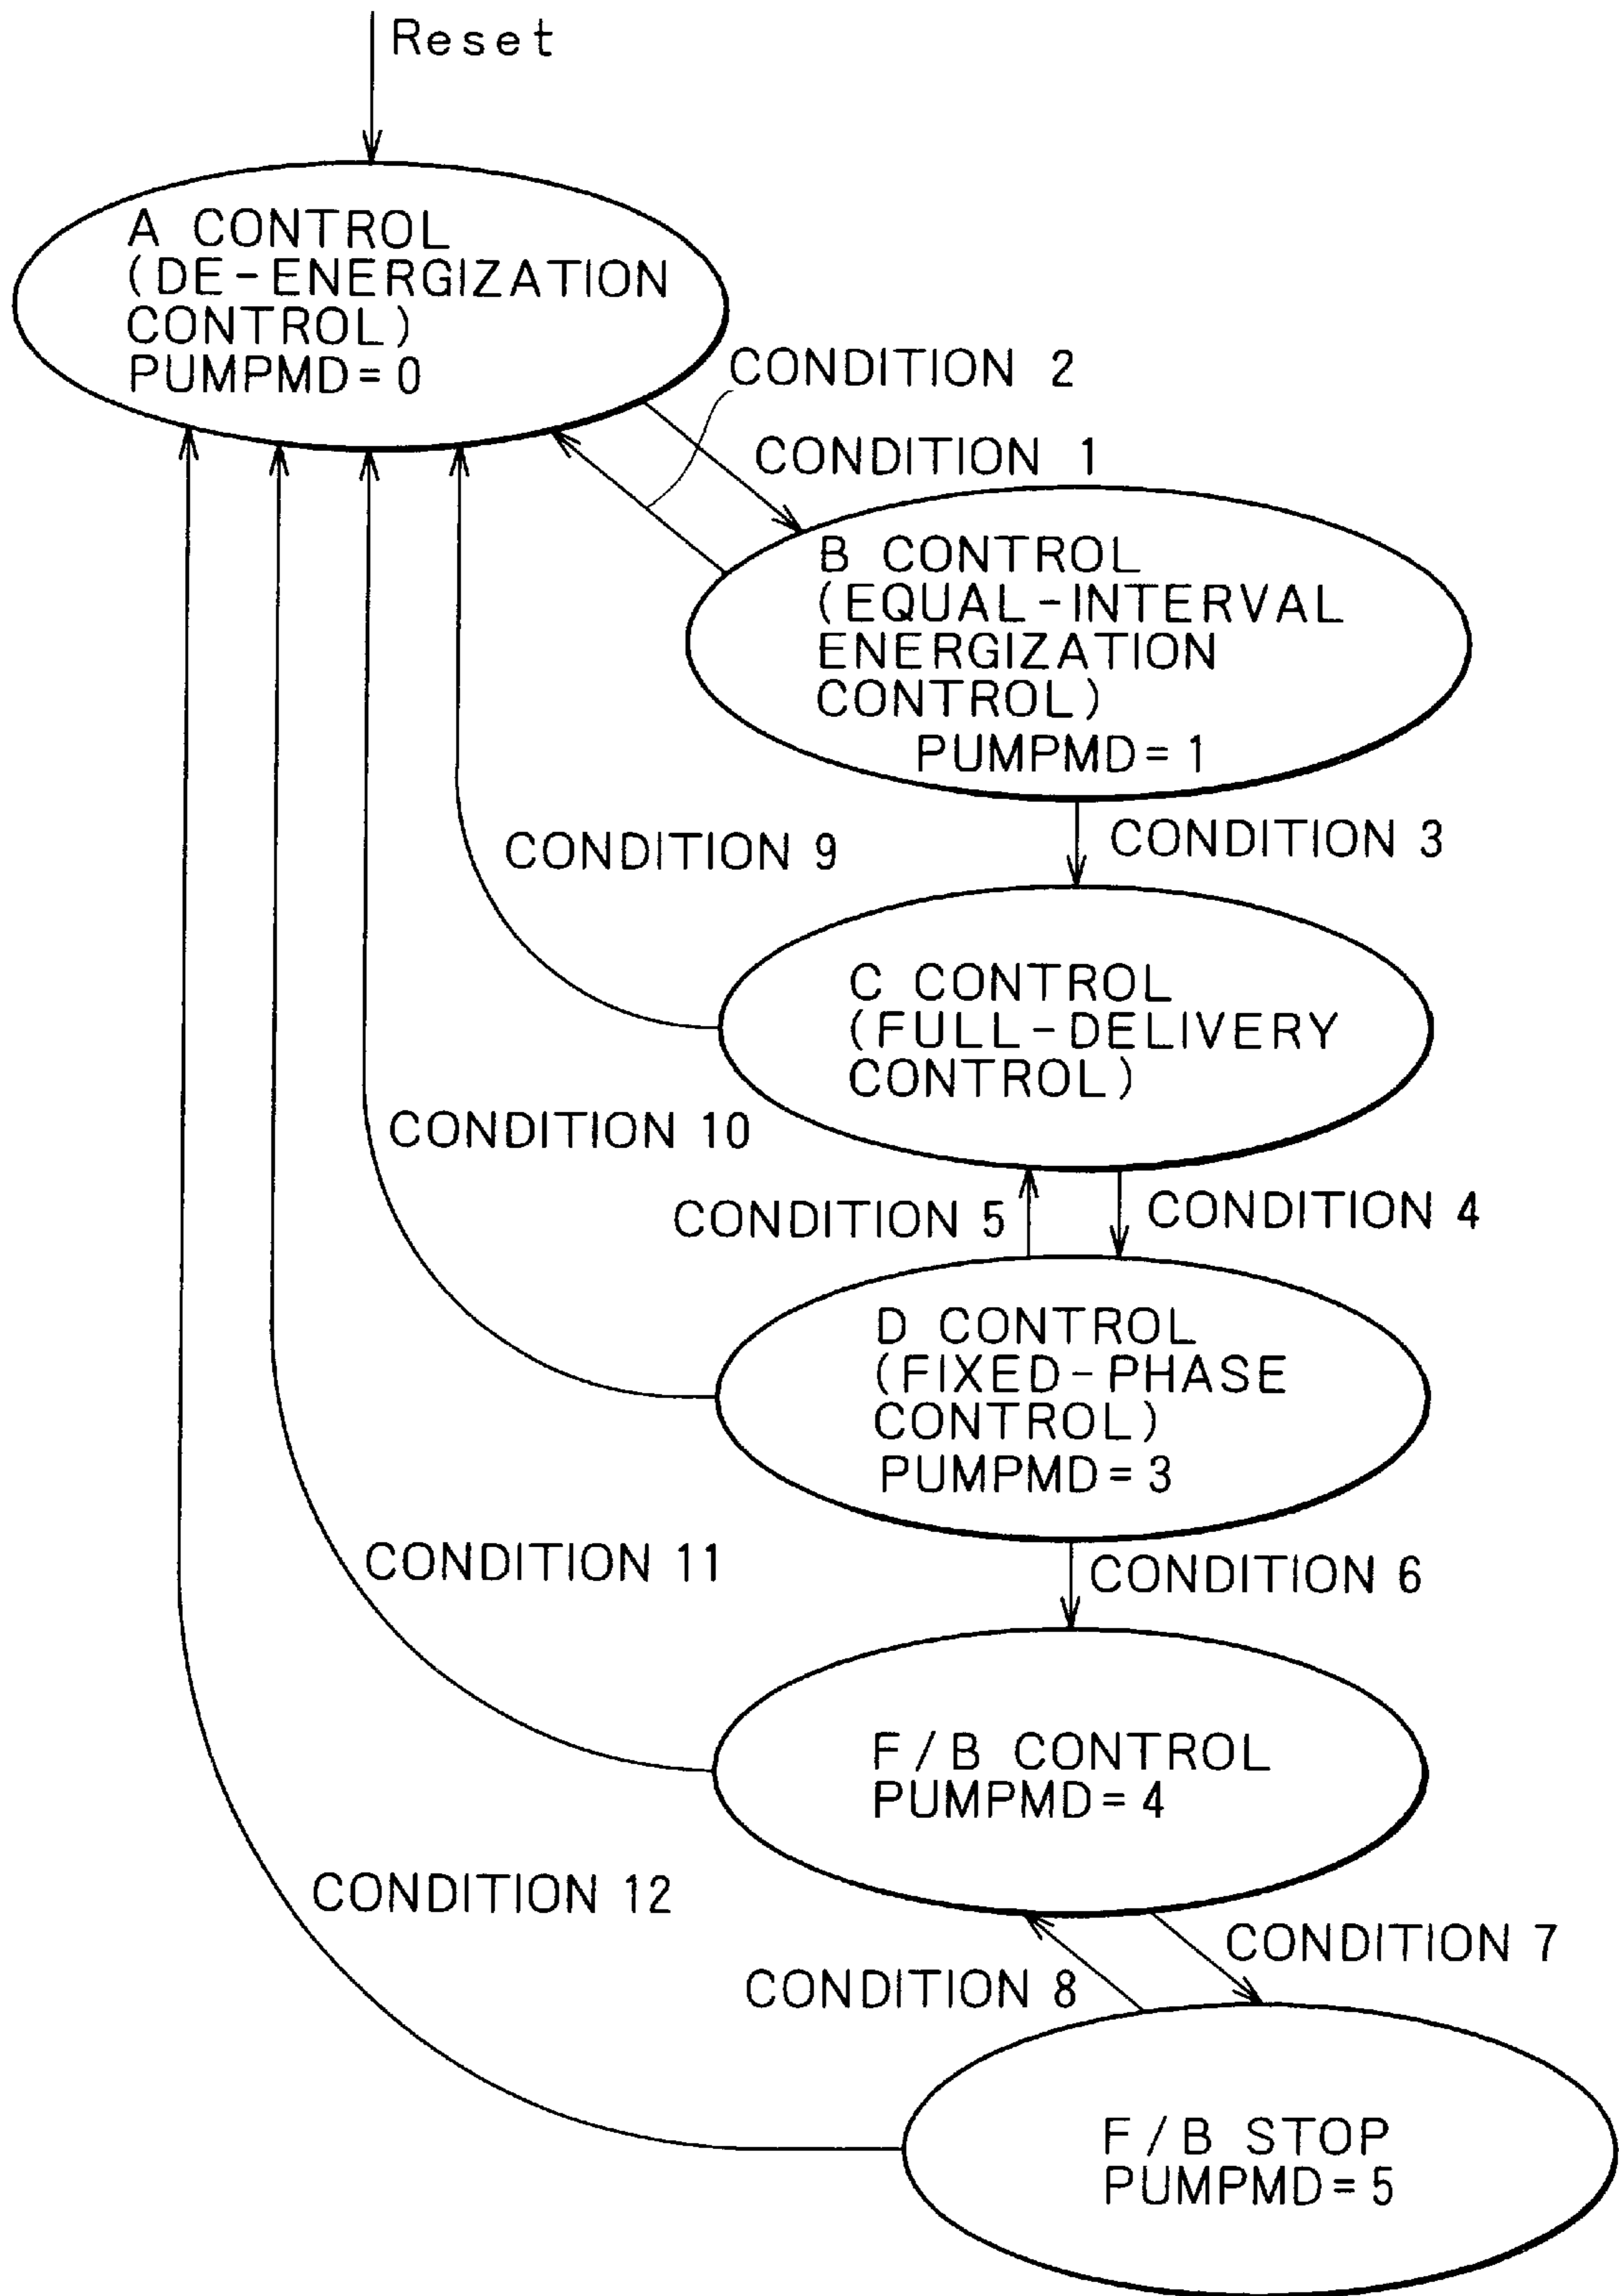 Reset
A CONTROL
(DE-ENERGIZATION
CONTROL)
PUMPMD=0
CONDITION 2
CONDITION 1
B CONTROL
(EQUAL-INTERVAL
ENERGIZATION
CONTROL)
PUMPMD=1
CONDITION 9
CONDITION 3
C CONTROL
(FULL-DELIVERY
CONTROL)
CONDITION 10
CONDITION 5
CONDITION 4
D CONTROL
(FIXED-PHASE
CONTROL)
PUMPMD=3
CONDITION 11
CONDITION 6
F/B CONTROL
PUMPMD=4
CONDITION 12
CONDITION 7
CONDITION 8
F/B STOP
PUMPMD=5